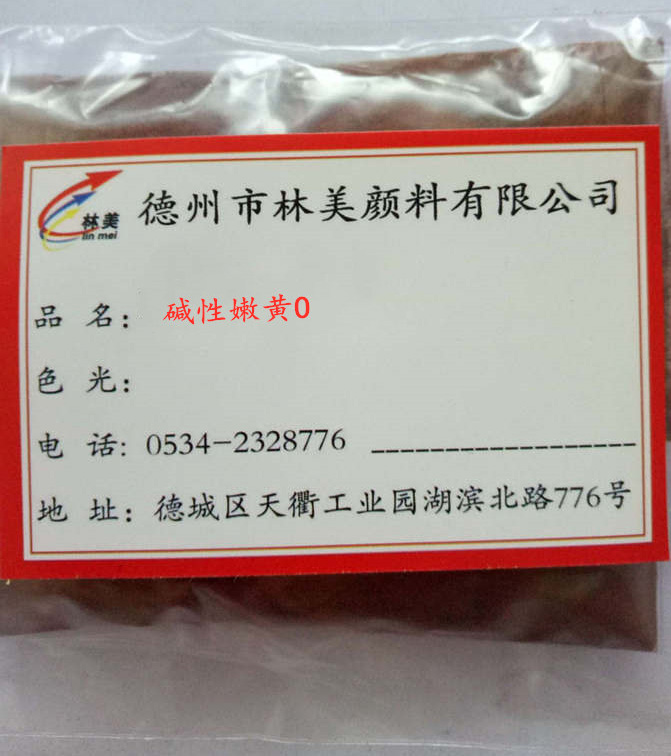 林美
lin mei
德州市林美颜料有限公司
品 名： 碱性嫩黄0
色 光：
电 话: 0534-2328776
地 址：德城区天衢工业园湖滨北路776号